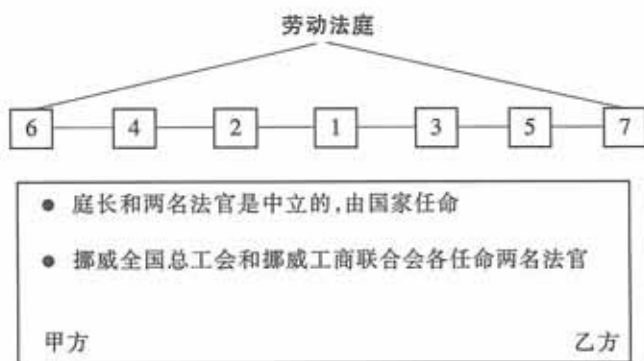 劳动法庭
6 4 2 1 3 5 7
● 庭长和两名法官是中立的,由国家任命
● 挪威全国总工会和挪威工商联合会各任命两名法官
甲方 乙方